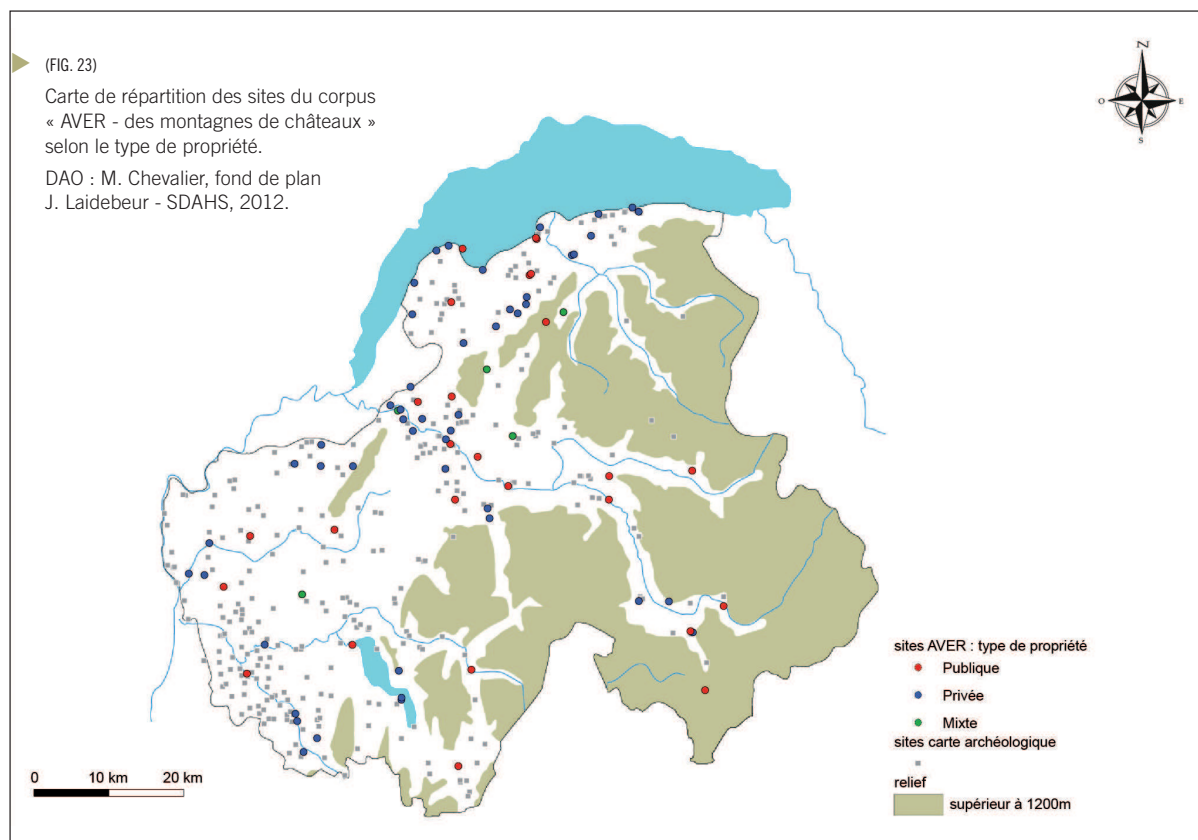 (FIG. 23)
Carte de répartition des sites du corpus
« AVER - des montagnes de châteaux »
selon le type de propriété.
DAO : M. Chevalier, fond de plan
J. Laidebeur - SDAHS, 2012.
N
O
E
S
sites AVER : type de propriété
Publique
Privée
Mixte
sites carte archéologique
relief
supérieur à 1200m
0 10 km 20 km